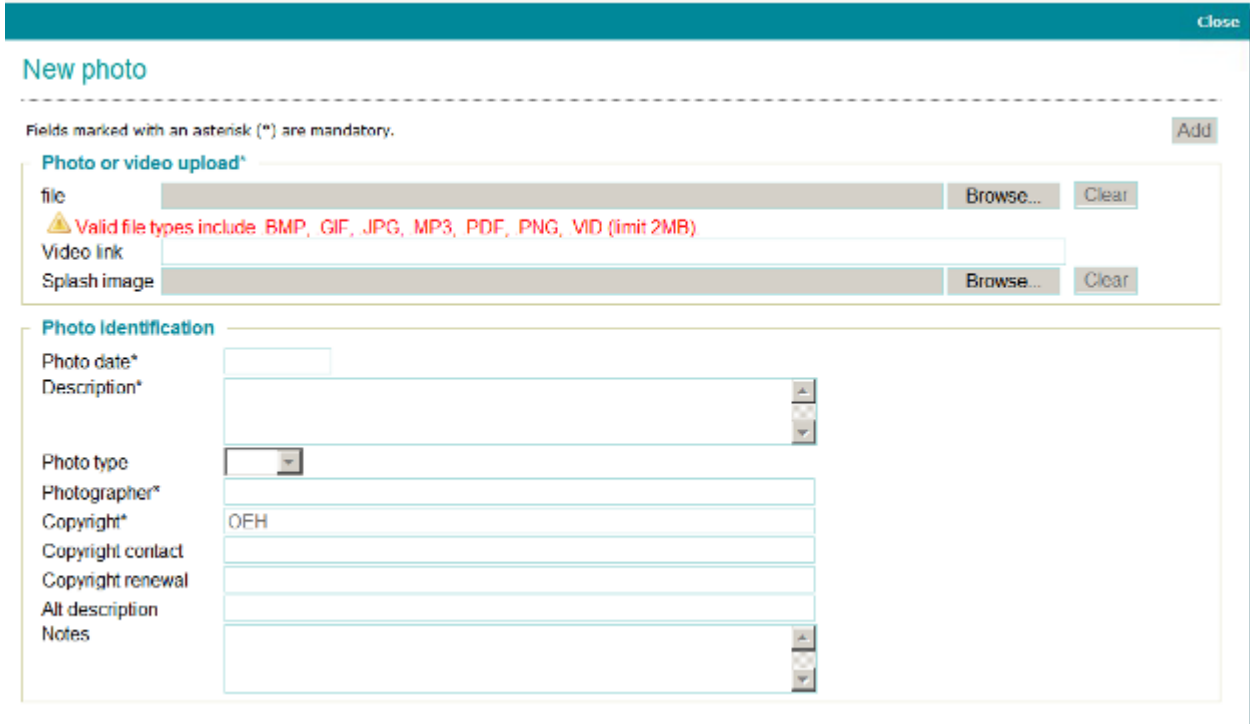 Close
New photo
Fields marked with an asterisk (*) are mandatory.
Add
Photo or video upload*
file Browse... Clear
Valid file types include .BMP, .GIF, .JPG, .MP3, .PDF, .PNG, .VID (limit 2MB)
Video link
Splash image Browse... Clear
Photo identification
Photo date*
Description*
Photo type
Photographer*
Copyright* OEH
Copyright contact
Copyright renewal
Alt description
Notes